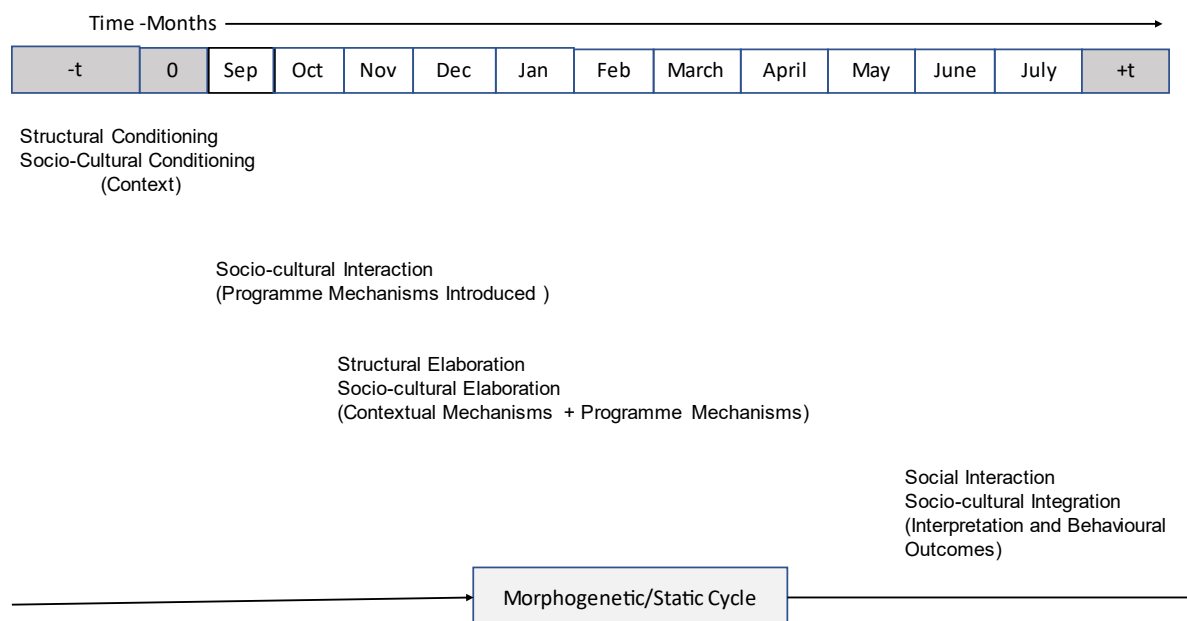 Time -Months
-t 0 Sep Oct Nov Dec Jan Feb March April May June July +t
Structural Conditioning
Socio-Cultural Conditioning
(Context)
Socio-cultural Interaction
(Programme Mechanisms Introduced )
Structural Elaboration
Socio-cultural Elaboration
(Contextual Mechanisms + Programme Mechanisms)
Social Interaction
Socio-cultural Integration
(Interpretation and Behavioural
Outcomes)
Morphogenetic/Static Cycle